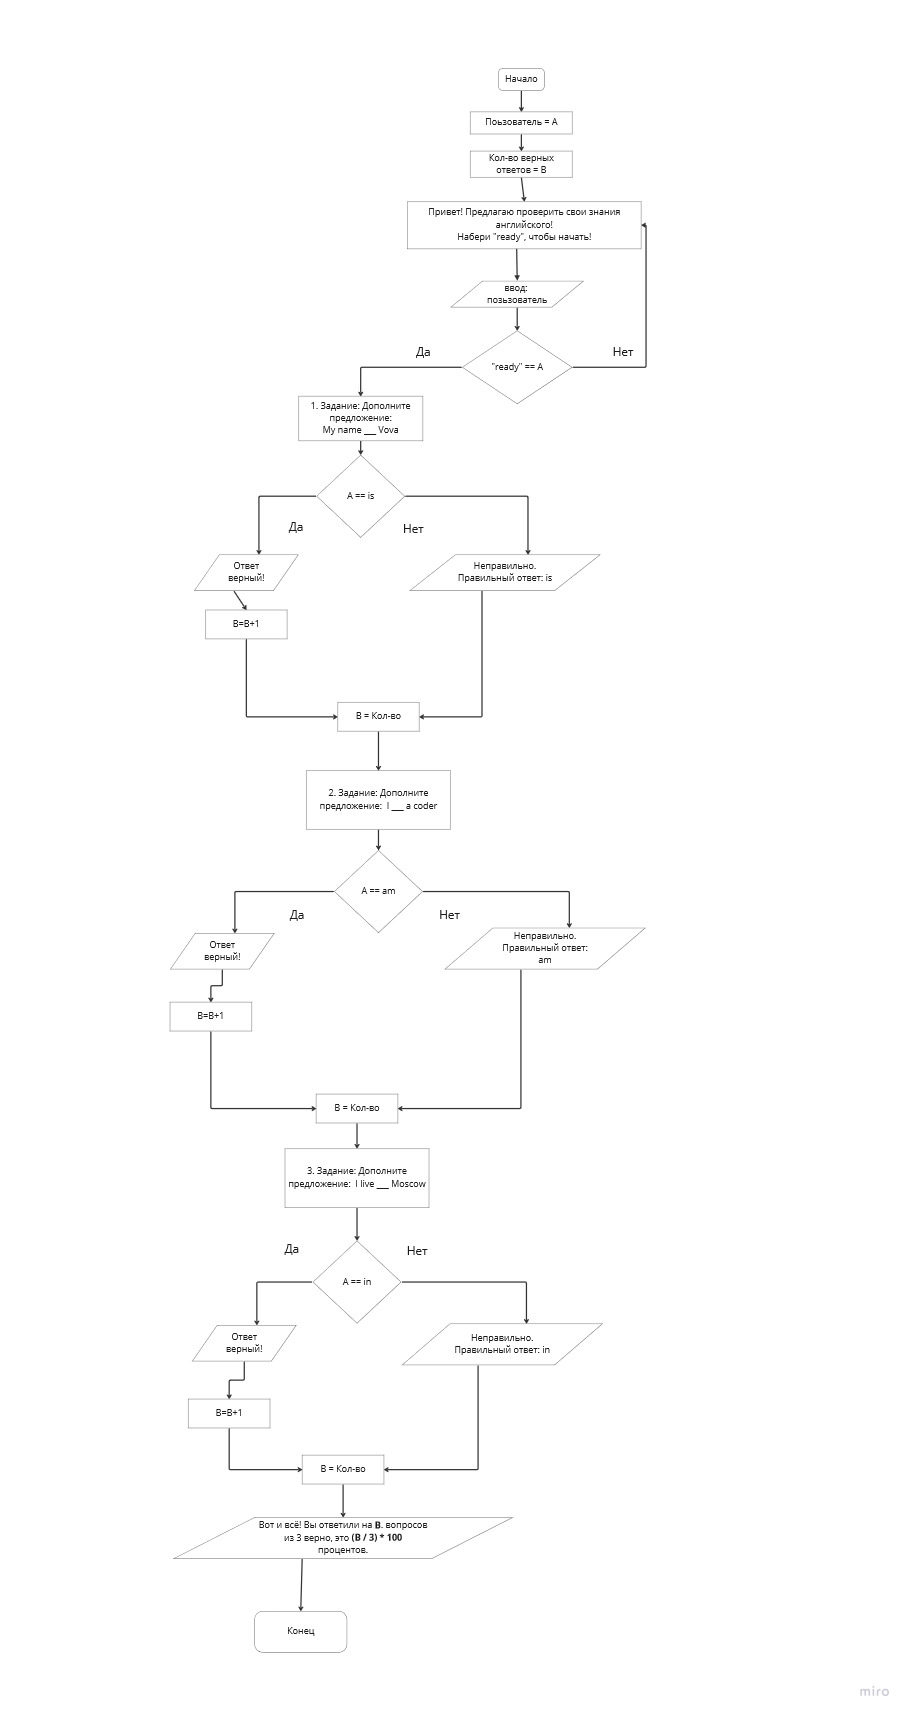 Начало
Поьзователь = А
Кол-во верных
ответов = В
Привет! Предлагаю проверить свои знания
английского!
Набери "ready", чтобы начать!
ввод:
позьзователь
Да
Нет
"ready" == А
1. Задание: Дополните
предложение:
My name ___ Vova
A == is
Да
Нет
Ответ
верный!
Неправильно.
Правильный ответ: is
B=B+1
B = Кол-во
2. Задание: Дополните
предложение: I ___ a coder
A == am
Да
Нет
Ответ
верный!
Неправильно.
Правильный ответ:
am
B=B+1
B = Кол-во
3. Задание: Дополните
предложение: I live ___ Moscow
Да
Нет
A == in
Ответ
верный!
Неправильно.
Правильный ответ: in
B=B+1
B = Кол-во
Вот и всё! Вы ответили на B. вопросов
из 3 верно, это (B / 3) * 100
процентов.
Конец
miro